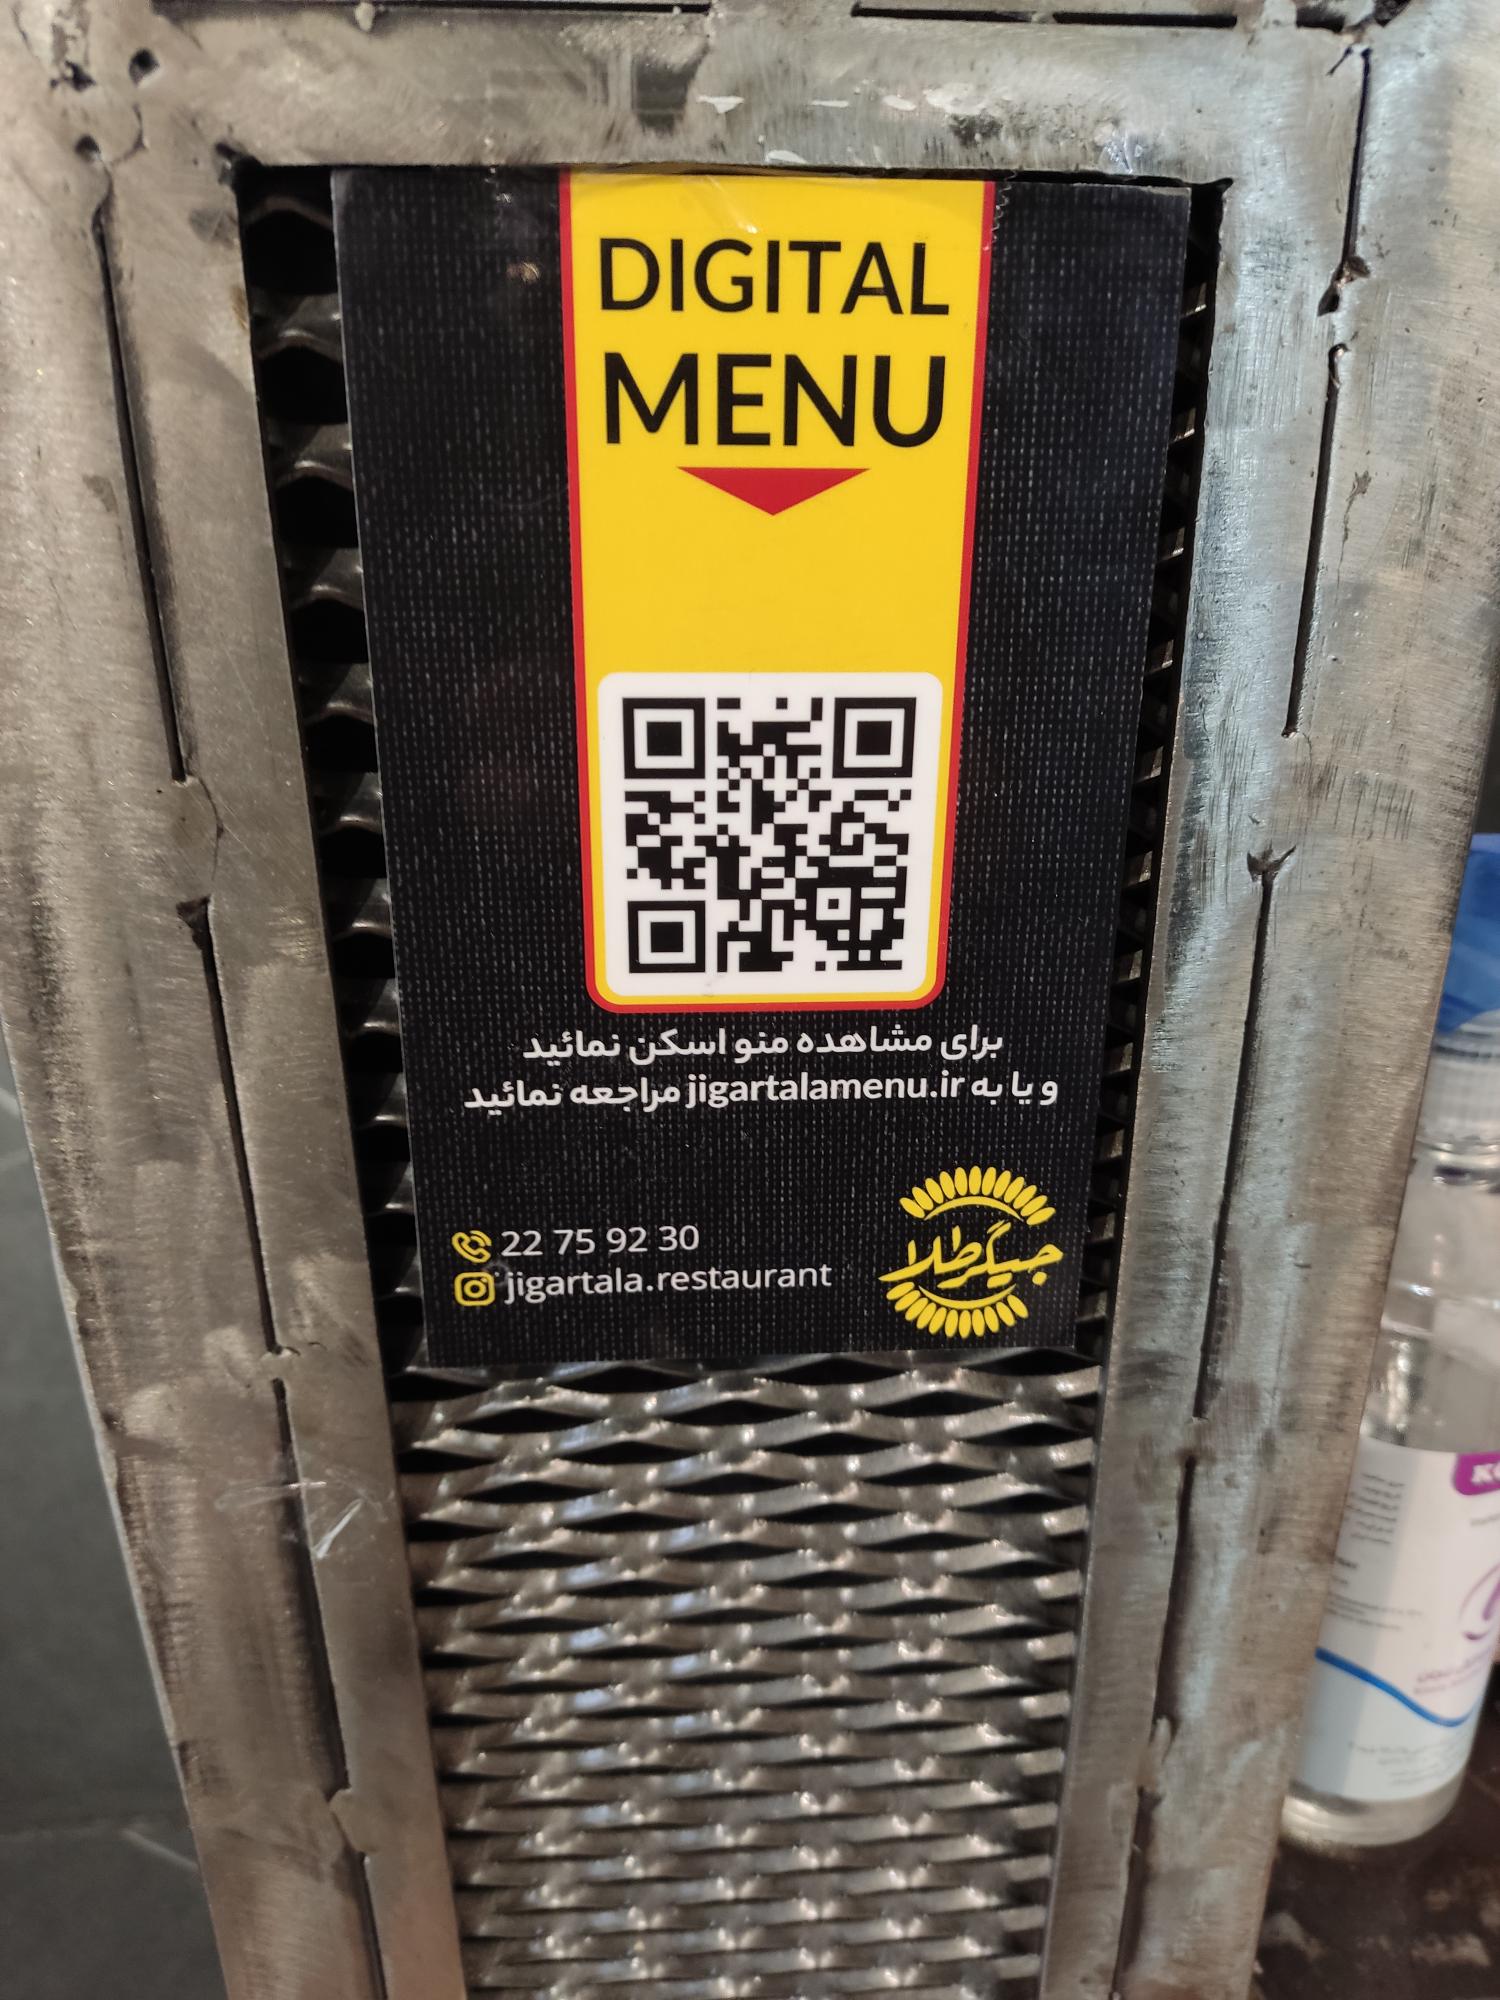 DIGITAL
MENU
برای مشاهده منو اسکن نمائید
و یا به jigartalamenu.ir مراجعه نمائید
22 75 92 30
jigartala.restaurant
جیگرطلا